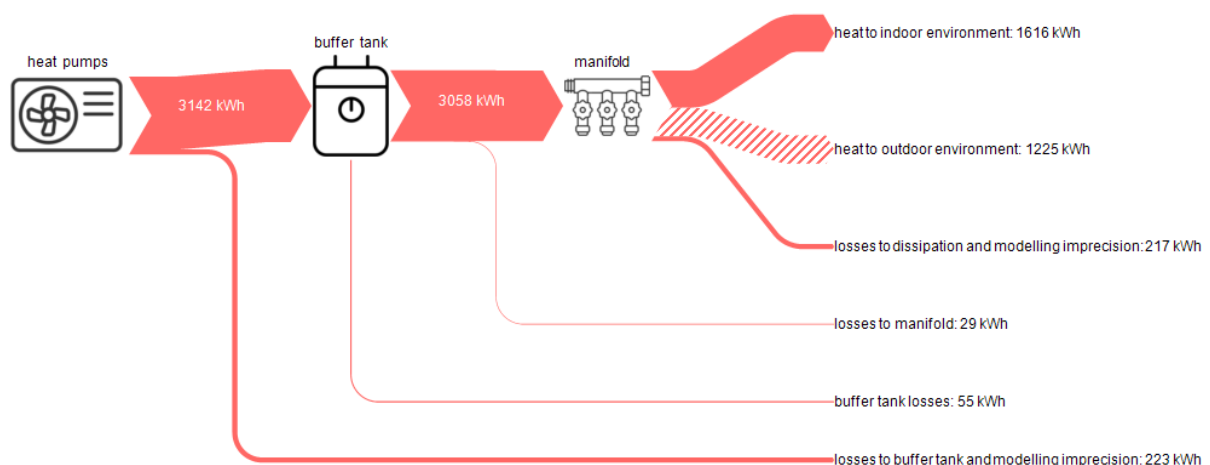 heat pumps
buffer tank
manifold
3142 kWh
3058 kWh
heat to indoor environment: 1616 kWh
heat to outdoor environment: 1225 kWh
losses to dissipation and modelling imprecision: 217 kWh
losses to manifold: 29 kWh
buffer tank losses: 55 kWh
losses to buffer tank and modelling imprecision: 223 kWh